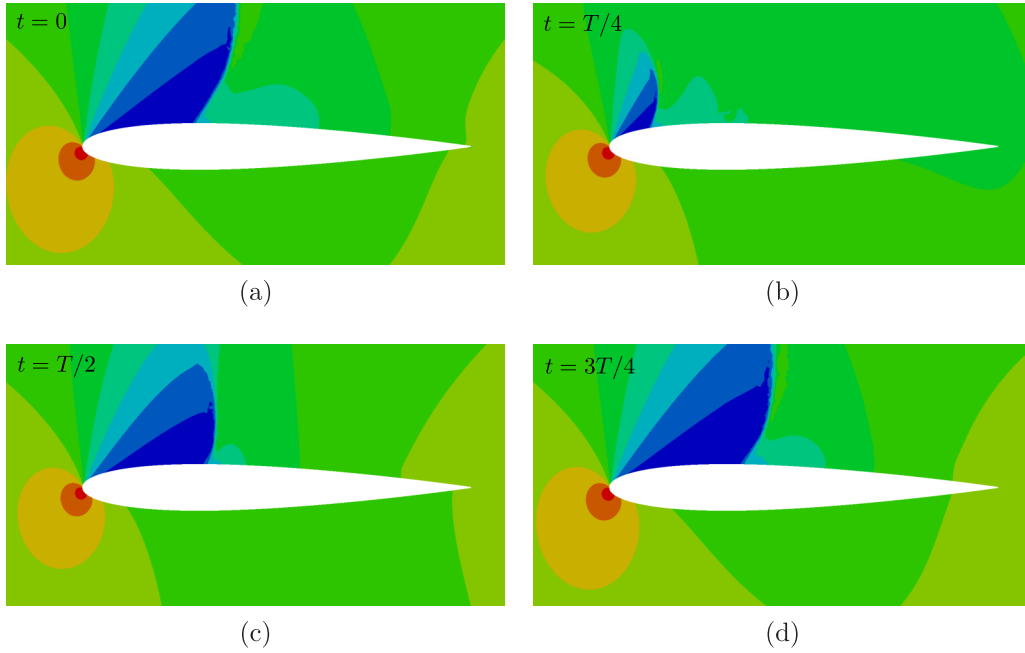 t = 0
t = T/4
(a)
(b)
t = T/2
t = 3T/4
(c)
(d)